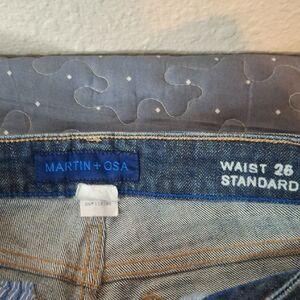 MARTIN + OSA
WAIST 26
STANDARD